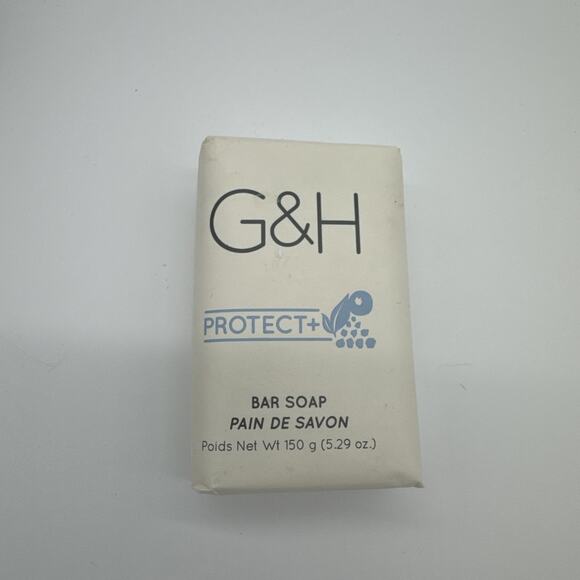 G&H
PROTECT+
BAR SOAP
PAIN DE SAVON
Poids Net Wt 150 g (5.29 oz.)